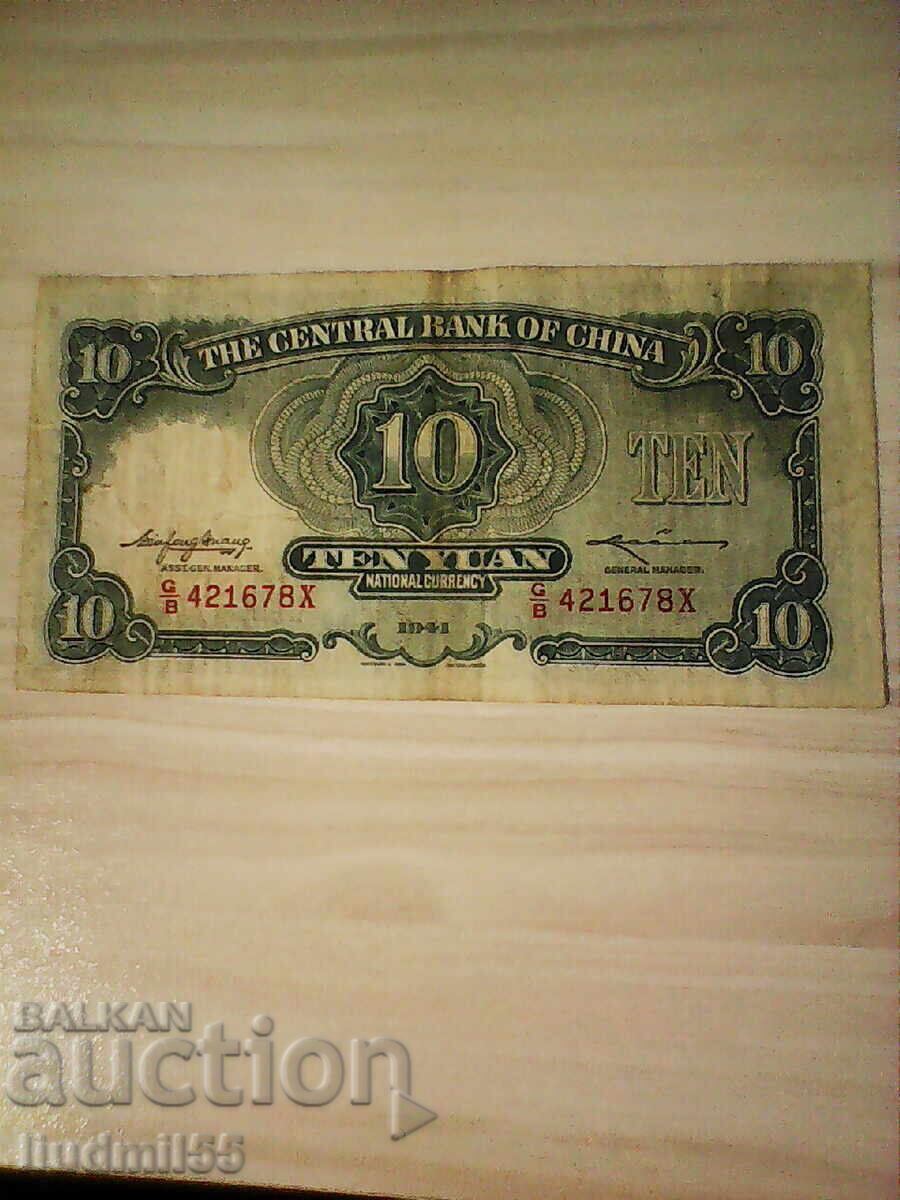 THE CENTRAL BANK OF CHINA
10 10
10
TEN
TEN YUAN
NATIONAL CURRENCY
ASST. GEN. MANAGER.
GENERAL MANAGER.
G/B 421678X
G/B 421678X
10 1941 10
BALKAN
auction
liudmil55